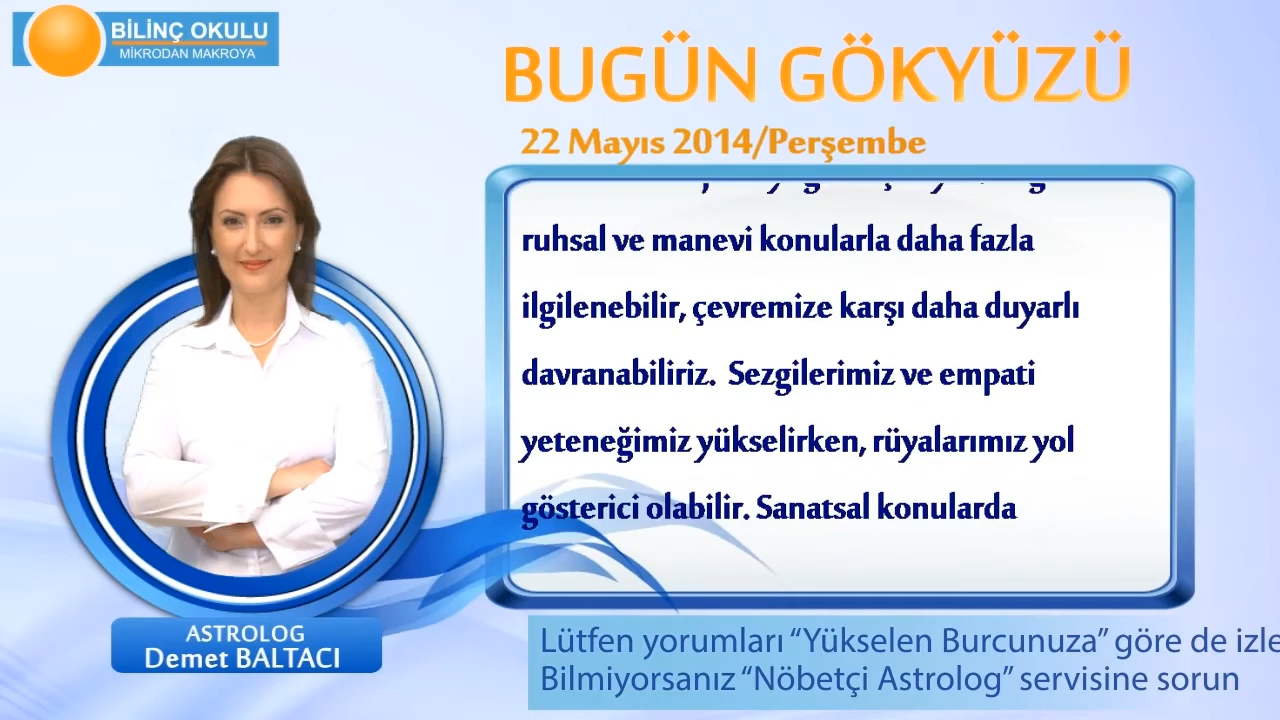 BİLİNÇ OKULU
MİKRODAN MAKROYA
BUGÜN GÖKYÜZÜ
22 Mayıs 2014/Perşembe
ruhsal ve manevi konularla daha fazla
ilgilenebilir, çevremize karşı daha duyarlı
davranabiliriz. Sezgilerimiz ve empati
yeteneğimiz yükselirken, rüyalarımız yol
gösterici olabilir. Sanatsal konularda
ASTROLOG
Demet BALTACI
Lütfen yorumları “Yükselen Burcunuza” göre de izle
Bilmiyorsanız “Nöbetçi Astrolog” servisine sorun